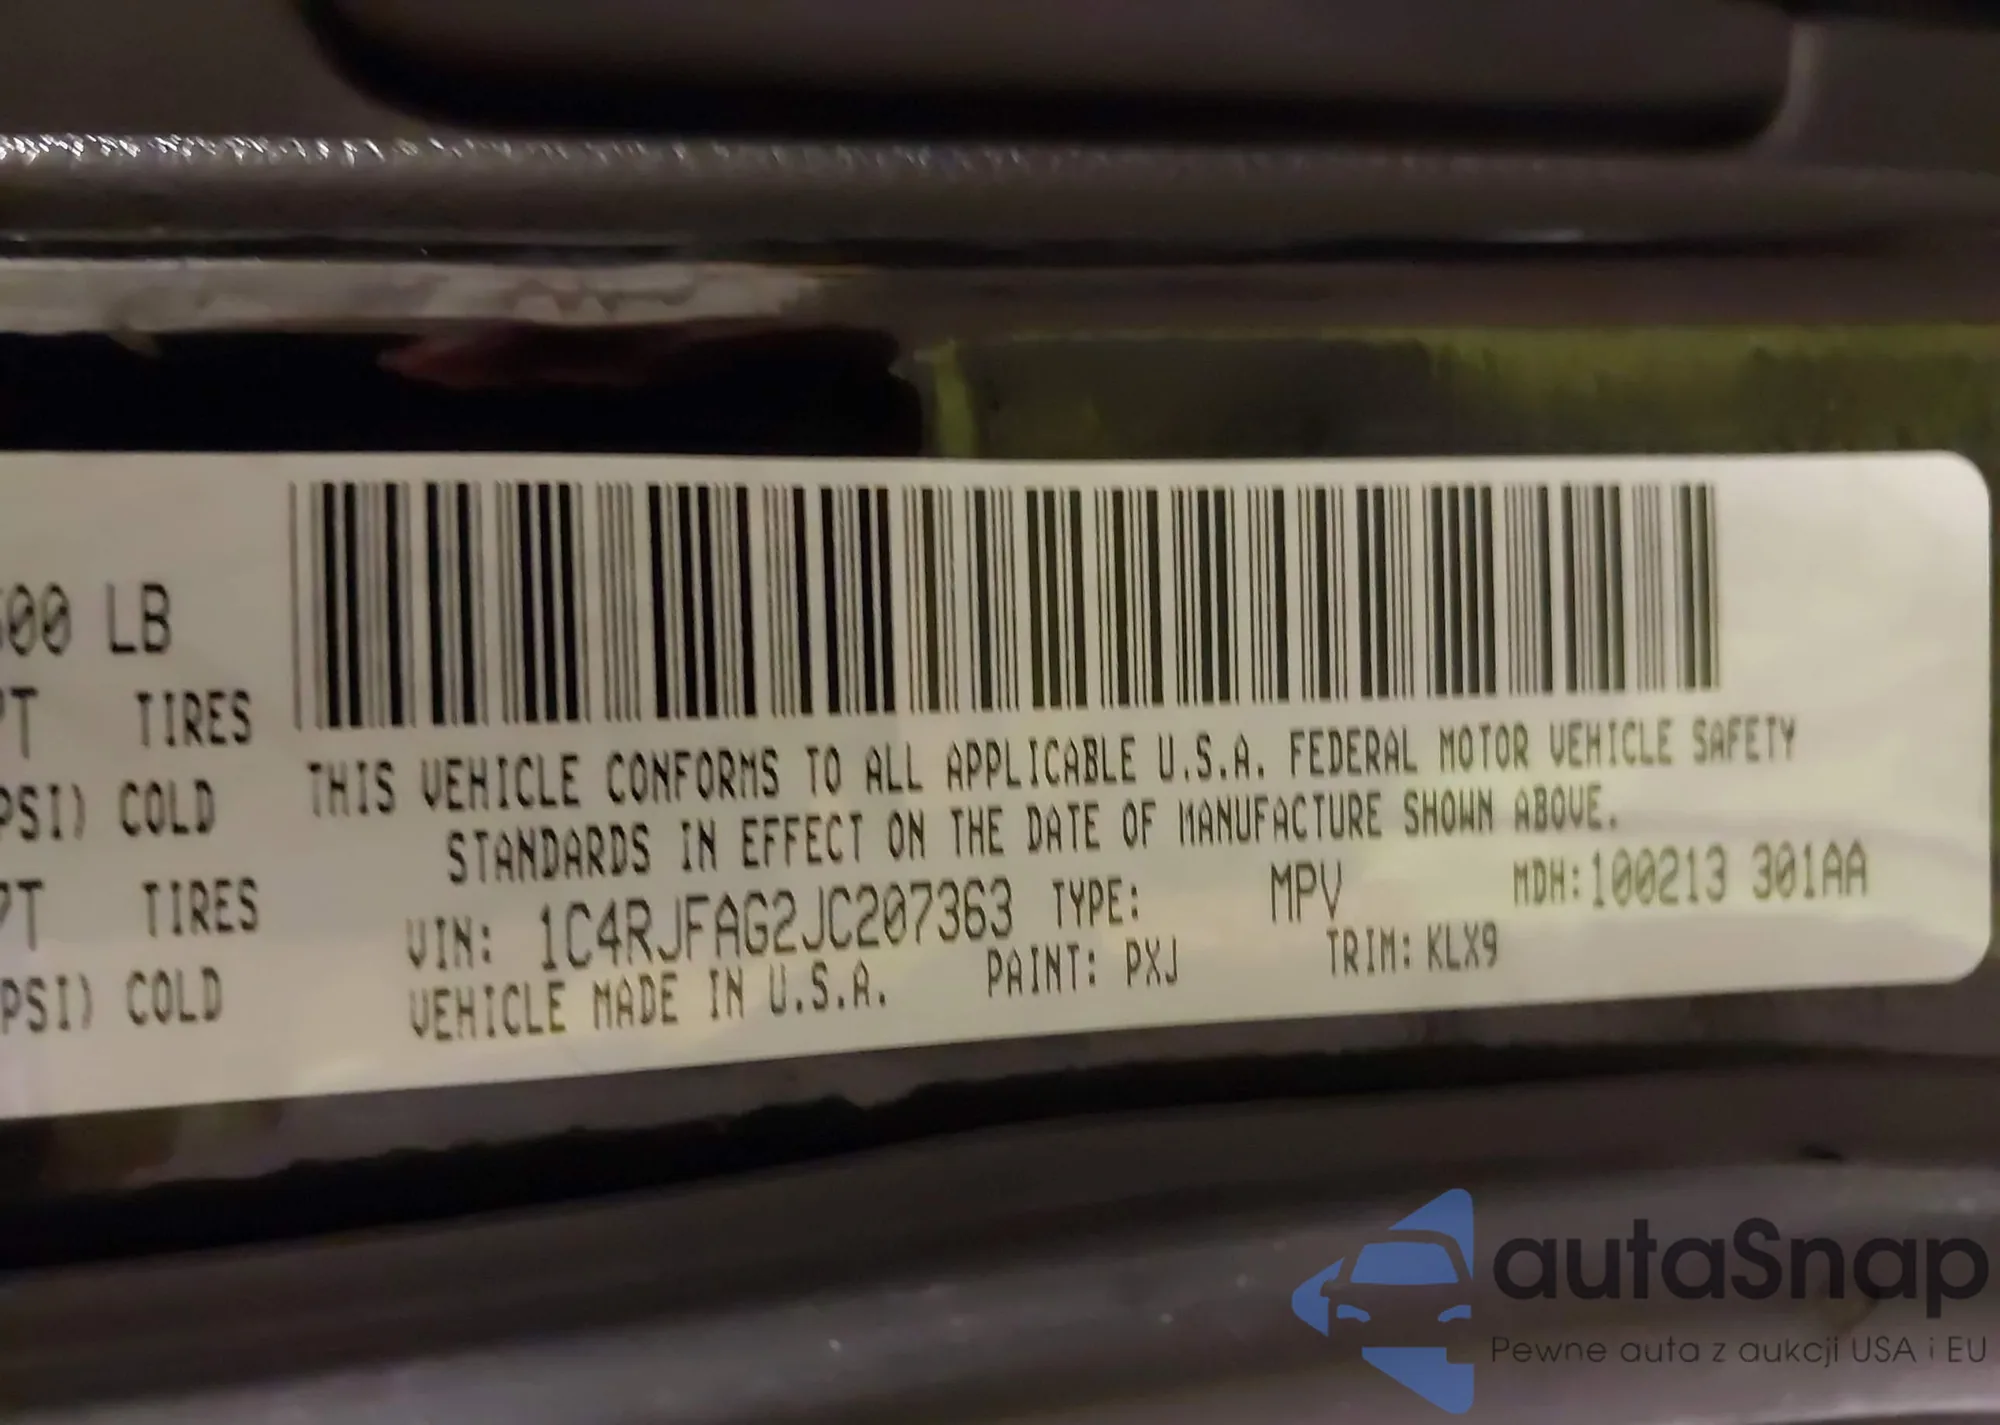 00 LB
PT TIRES
PSI) COLD
PT TIRES
PSI) COLD
THIS VEHICLE CONFORMS TO ALL APPLICABLE U.S.A. FEDERAL MOTOR VEHICLE SAFETY
STANDARDS IN EFFECT ON THE DATE OF MANUFACTURE SHOWN ABOVE.
VIN: 1C4RJFAG2JC207363 TYPE: MPV MDH:100213 301AA
VEHICLE MADE IN U.S.A. PAINT: PXJ TRIM: KLX9
autaSnap
Pewne auta z aukcji USA i EU